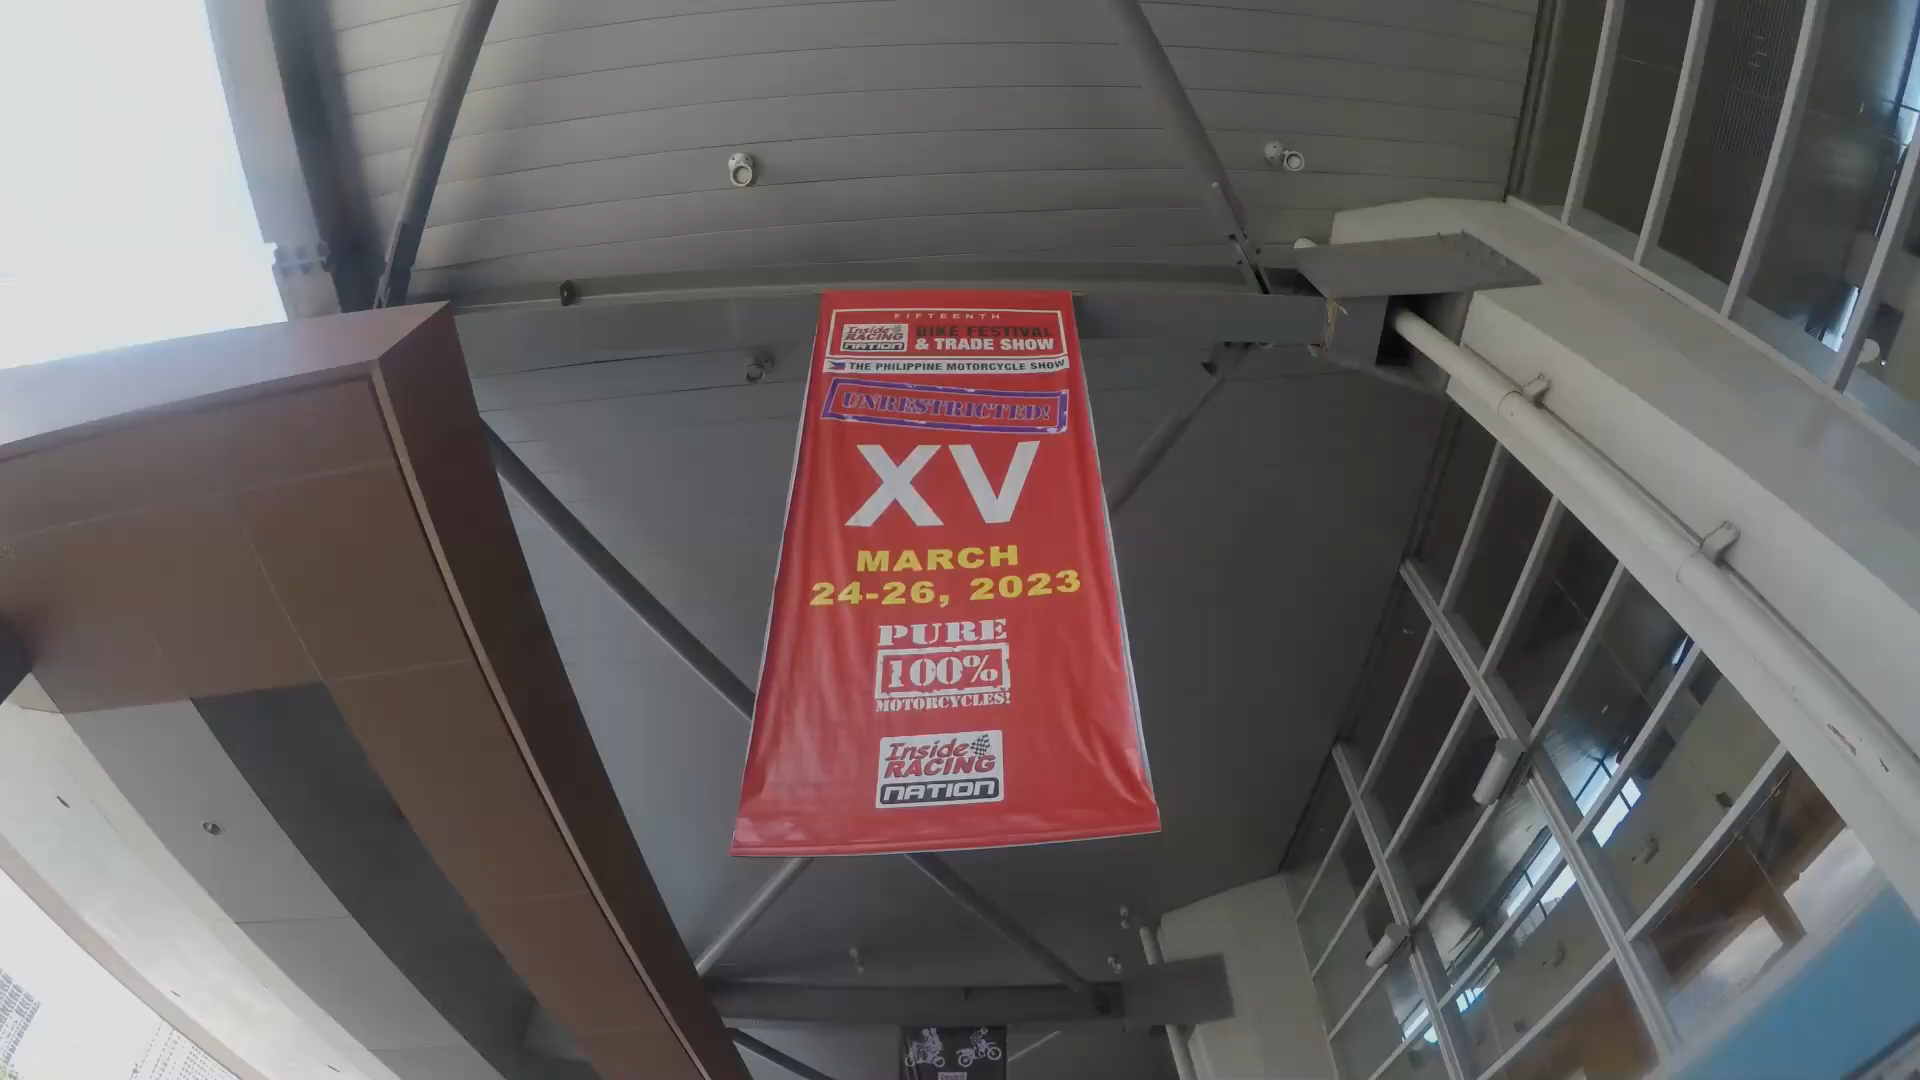 FIFTEENTH
Inside RACING NATION
BIKE FESTIVAL
& TRADE SHOW
THE PHILIPPINE MOTORCYCLE SHOW
UNRESTRICTED!
XV
MARCH
24-26, 2023
PURE
100%
MOTORCYCLES!
Inside
RACING
NATION